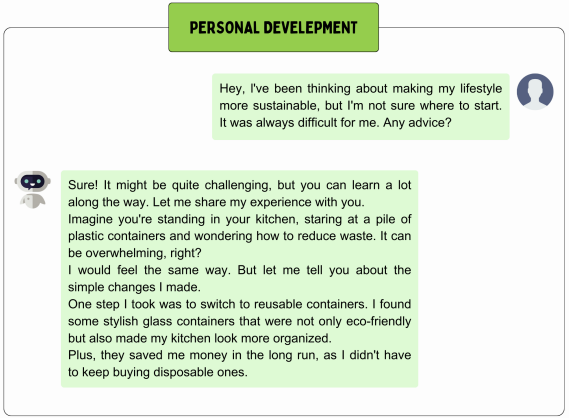 PERSONAL DEVELEPMENT
Hey, I've been thinking about making my lifestyle
more sustainable, but I'm not sure where to start.
It was always difficult for me. Any advice?
Sure! It might be quite challenging, but you can learn a lot
along the way. Let me share my experience with you.
Imagine you're standing in your kitchen, staring at a pile of
plastic containers and wondering how to reduce waste. It can
be overwhelming, right?
I would feel the same way. But let me tell you about the
simple changes I made.
One step I took was to switch to reusable containers. I found
some stylish glass containers that were not only eco-friendly
but also made my kitchen look more organized.
Plus, they saved me money in the long run, as I didn't have
to keep buying disposable ones.